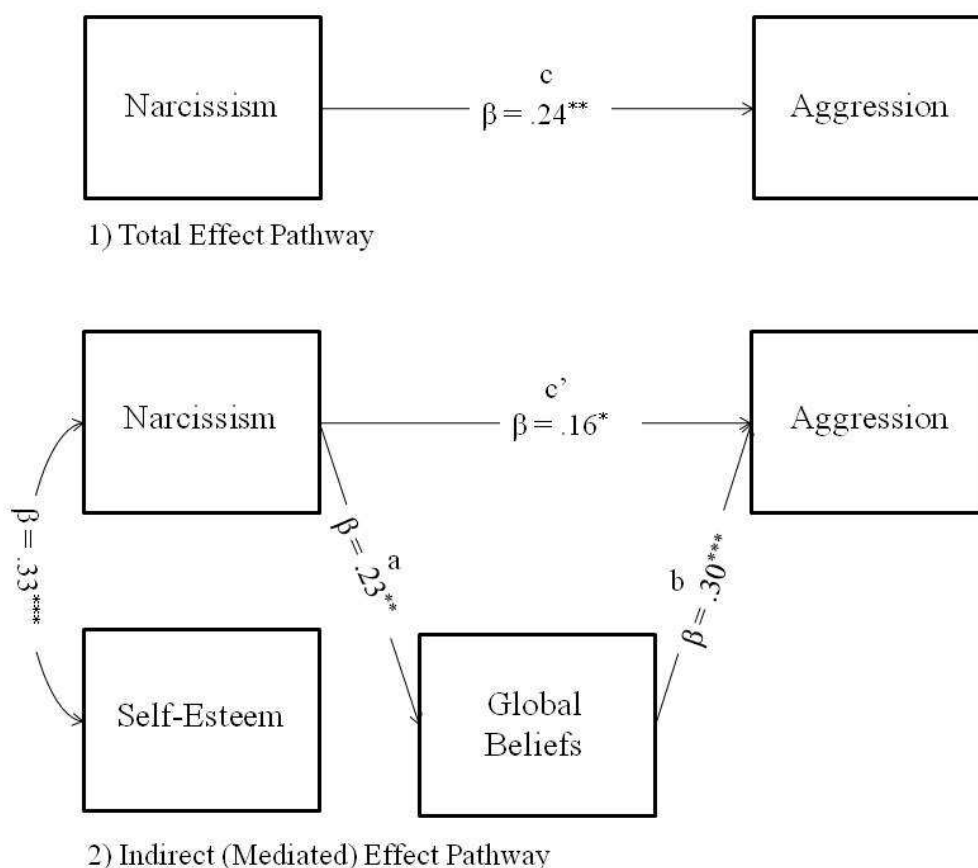 Narcissism
c
β = .24**
Aggression
1) Total Effect Pathway
Narcissism
c’
β = .16*
Aggression
β = .33***
a
β = .23**
b
β = .30***
Self-Esteem
Global
Beliefs
2) Indirect (Mediated) Effect Pathway